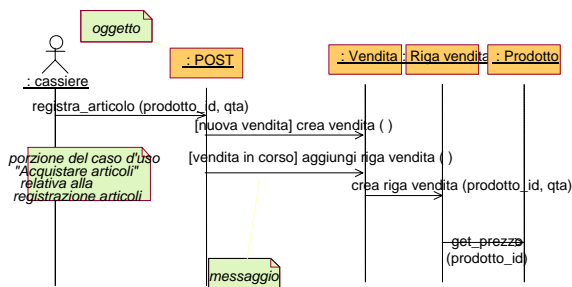 oggetto
: cassiere
: POST
: Vendita
: Riga vendita
: Prodotto
registra_articolo (prodotto_id, qta)
[nuova vendita] crea vendita ( )
[vendita in corso] aggiungi riga vendita ( )
porzione del caso d'uso
"Acquistare articoli"
relativa alla
registrazione articoli
crea riga vendita (prodotto_id, qta)
get_prezzo
(prodotto_id)
messaggio